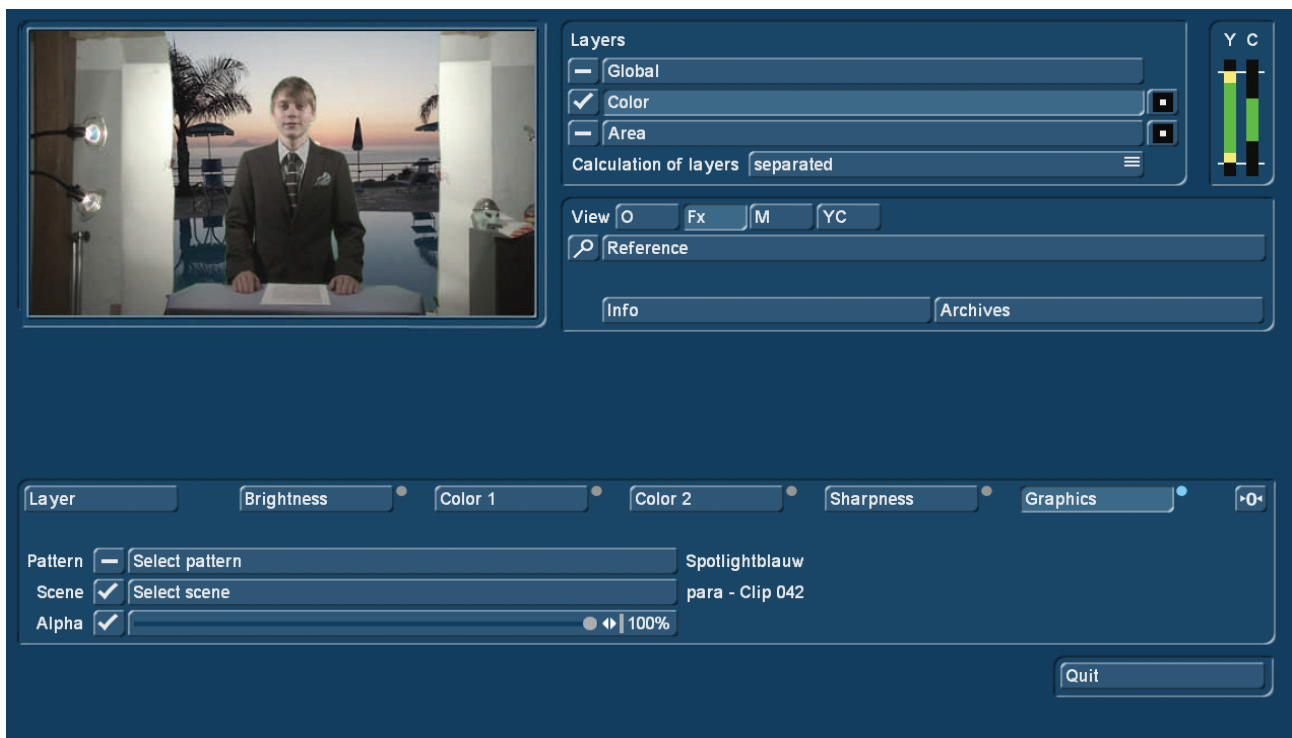 Layers
Y C
Global
Color
Area
Calculation of layers separated
View O Fx M YC
Reference
Info Archives
Layer Brightness Color 1 Color 2 Sharpness Graphics 0
Pattern Select pattern Spotlightblauw
Scene Select scene para - Clip 042
Alpha 100%
Quit